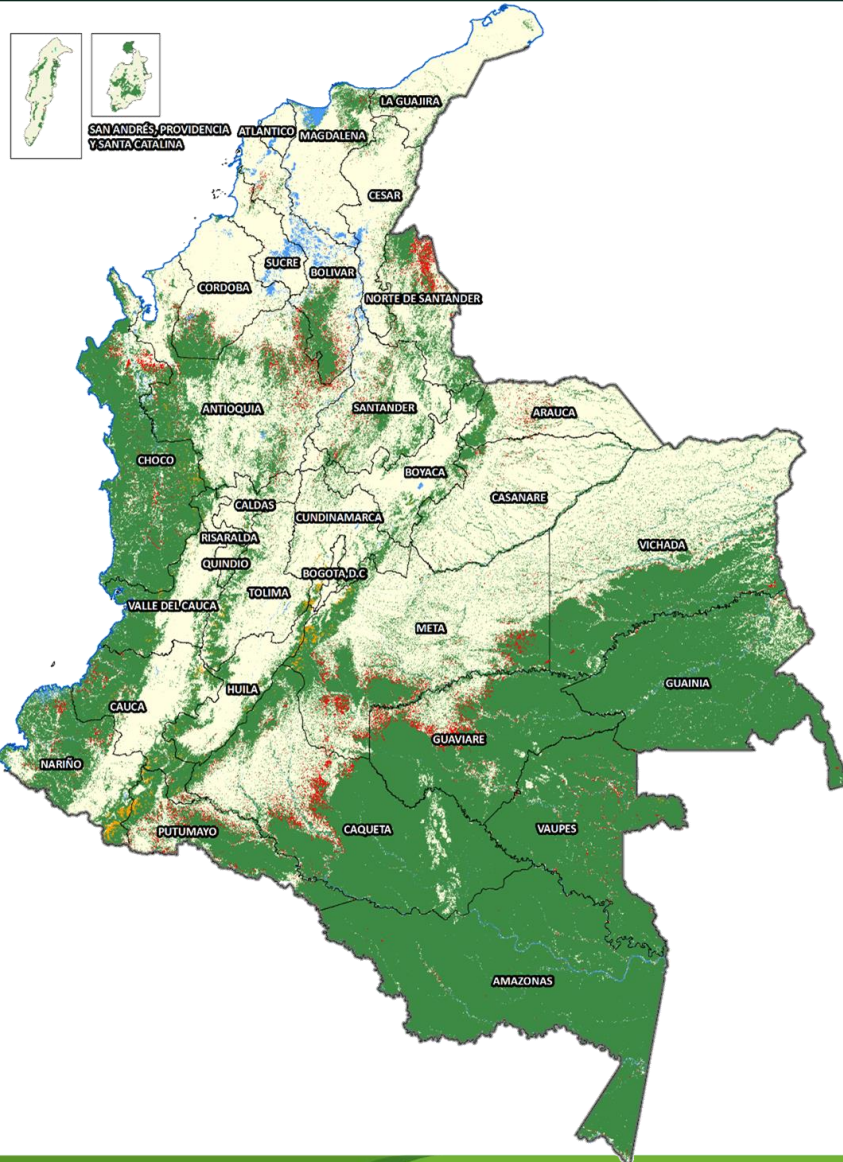 LA GUAJIRA
SAN ANDRÉS, PROVIDENCIA
Y SANTA CATALINA
ATLANTICO
MAGDALENA
CESAR
SUCRE
BOLIVAR
CORDOBA
NORTE DE SANTANDER
ANTIOQUIA
SANTANDER
ARAUCA
CHOCO
BOYACA
CASANARE
CALDAS
CUNDINAMARCA
RISARALDA
VICHADA
QUINDIO
BOGOTA,D.C
TOLIMA
VALLE DEL CAUCA
META
GUAINIA
HUILA
CAUCA
GUAVIARE
NARIÑO
PUTUMAYO
CAQUETA
VAUPES
AMAZONAS